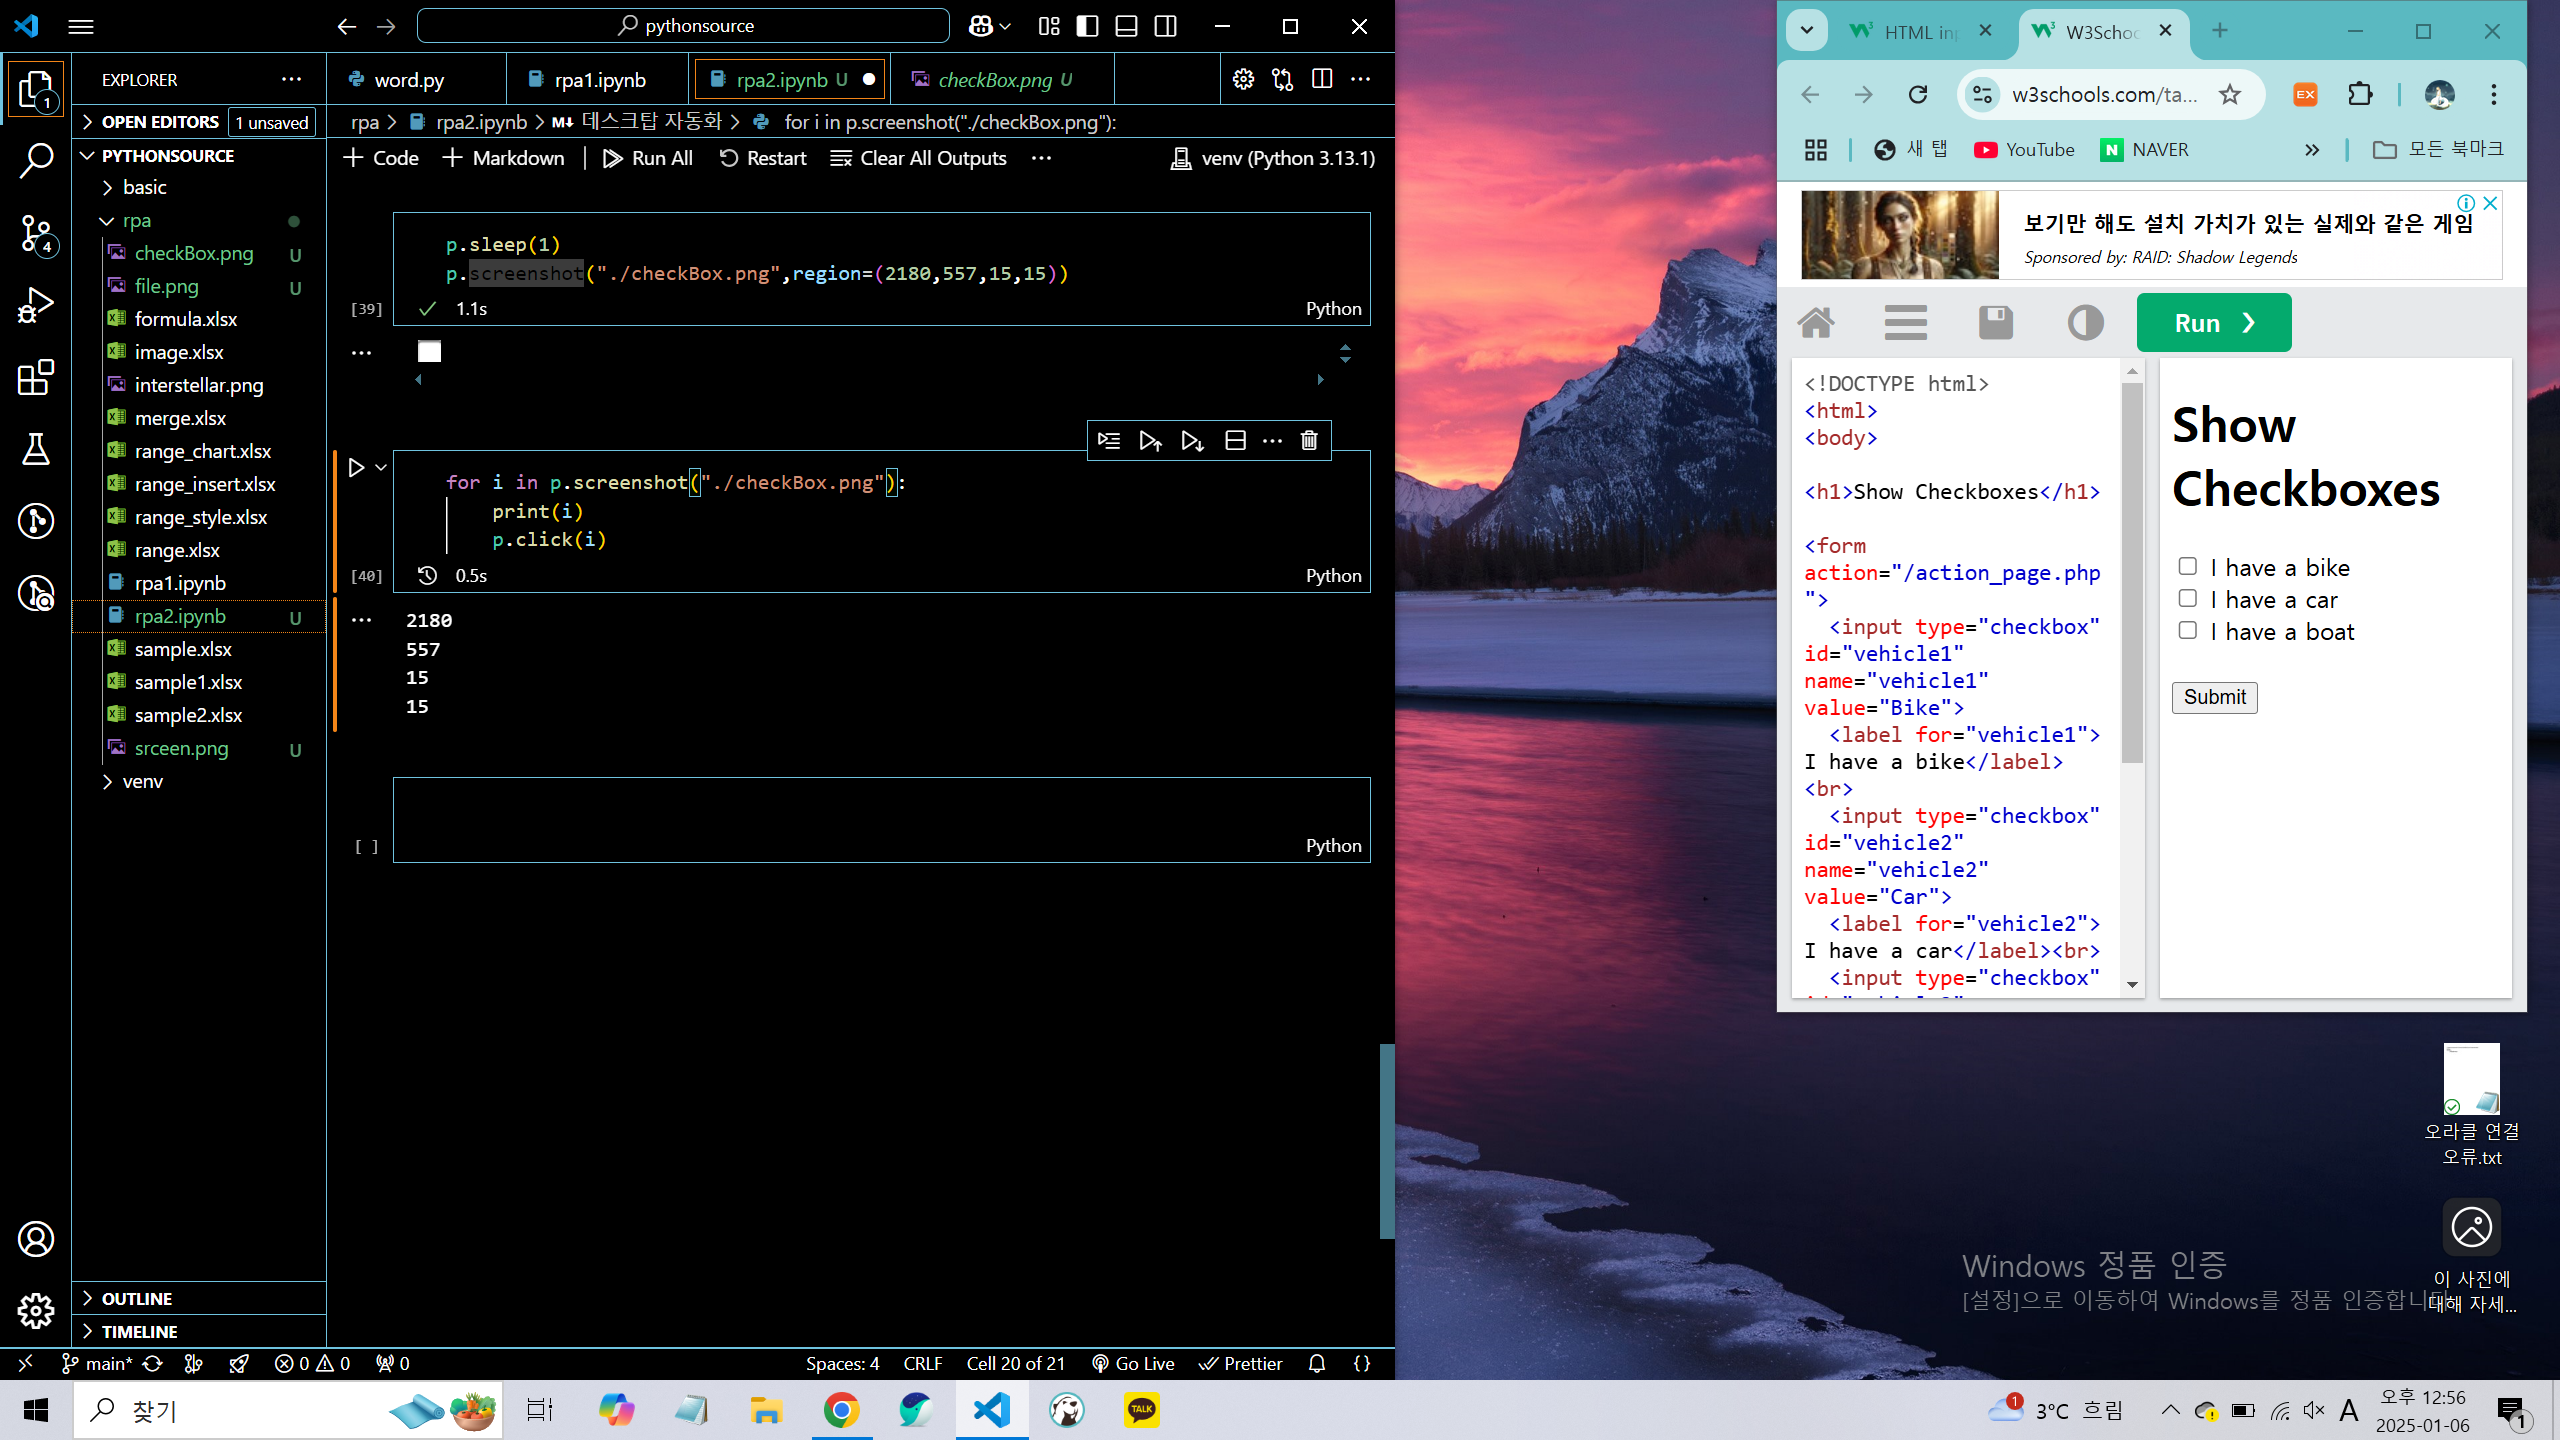 pythonsource
EXPLORER
word.py
rpa1.ipynb
rpa2.ipynb U
checkBox.png U
OPEN EDITORS 1 unsaved
rpa > rpa2.ipynb > M↓ 데스크탑 자동화 > for i in p.screenshot("./checkBox.png"):
PYTHONSOURCE
Code Markdown Run All Restart Clear All Outputs venv (Python 3.13.1)
basic
rpa
checkBox.png U
file.png U
formula.xlsx
image.xlsx
interstellar.png
merge.xlsx
range_chart.xlsx
range_insert.xlsx
range_style.xlsx
range.xlsx
rpa1.ipynb
rpa2.ipynb U
sample.xlsx
sample1.xlsx
sample2.xlsx
srceen.png U
venv
OUTLINE
TIMELINE
p.sleep(1)
p.screenshot("./checkBox.png",region=(2180,557,15,15))
[39] 1.1s Python
for i in p.screenshot("./checkBox.png"):
print(i)
p.click(i)
[40] 0.5s Python
2180
557
15
15
[ ] Python
main* 0 0 0 Spaces: 4 CRLF Cell 20 of 21 Go Live Prettier
HTML in
W3Schoo
w3schools.com/ta...
EX
새 탭 YouTube N NAVER » 모든 북마크
보기만 해도 설치 가치가 있는 실제와 같은 게임
Sponsored by: RAID: Shadow Legends
Run ❯
<!DOCTYPE html>
<html>
<body>
<h1>Show Checkboxes</h1>
<form
action="/action_page.php
">
<input type="checkbox"
id="vehicle1"
name="vehicle1"
value="Bike">
<label for="vehicle1">
I have a bike</label>
<br>
<input type="checkbox"
id="vehicle2"
name="vehicle2"
value="Car">
<label for="vehicle2">
I have a car</label><br>
<input type="checkbox"
Show
Checkboxes
I have a bike
I have a car
I have a boat
Submit
오라클 연결
오류.txt
이 사진에
대해 자세...
Windows 정품 인증
[설정]으로 이동하여 Windows를 정품 인증합니다
찾기
TALK
1
3°C 흐림
A
오후 12:56
2025-01-06
1